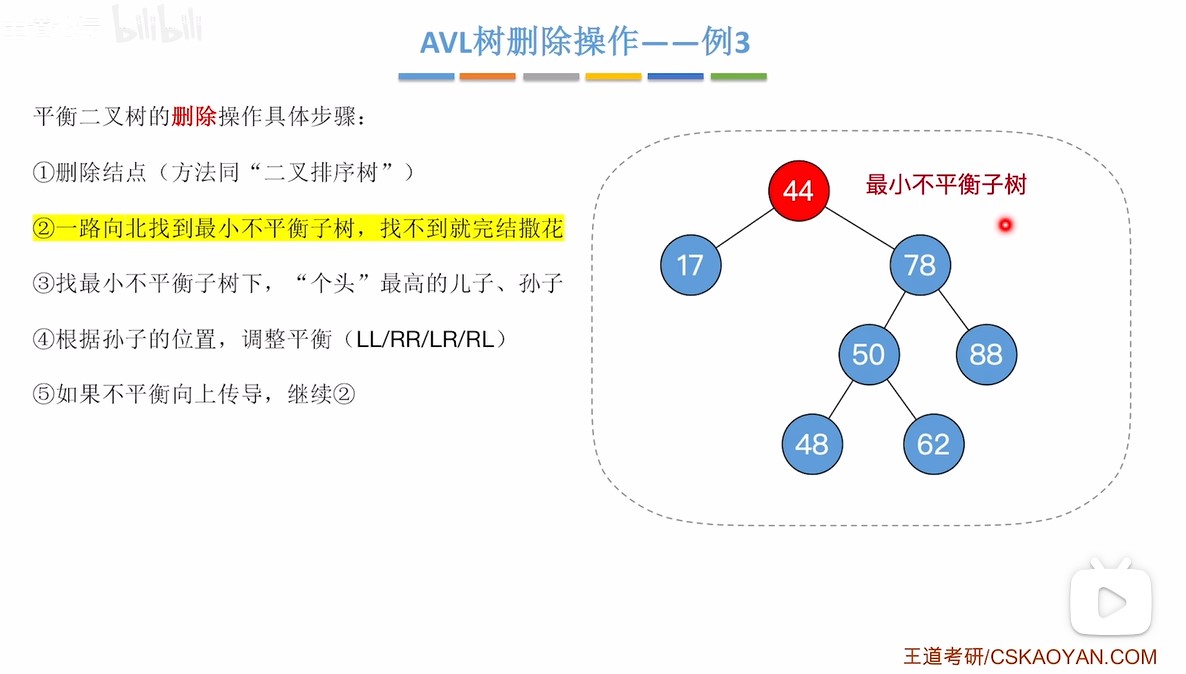 bilibili
AVL树删除操作——例3
平衡二叉树的删除操作具体步骤：
①删除结点（方法同“二叉排序树”）
②一路向北找到最小不平衡子树，找不到就完结撒花
③找最小不平衡子树下，“个头”最高的儿子、孙子
④根据孙子的位置，调整平衡（LL/RR/LR/RL）
⑤如果不平衡向上传导，继续②
44
最小不平衡子树
17
78
50
88
48
62
王道考研/CSKAOYAN.COM